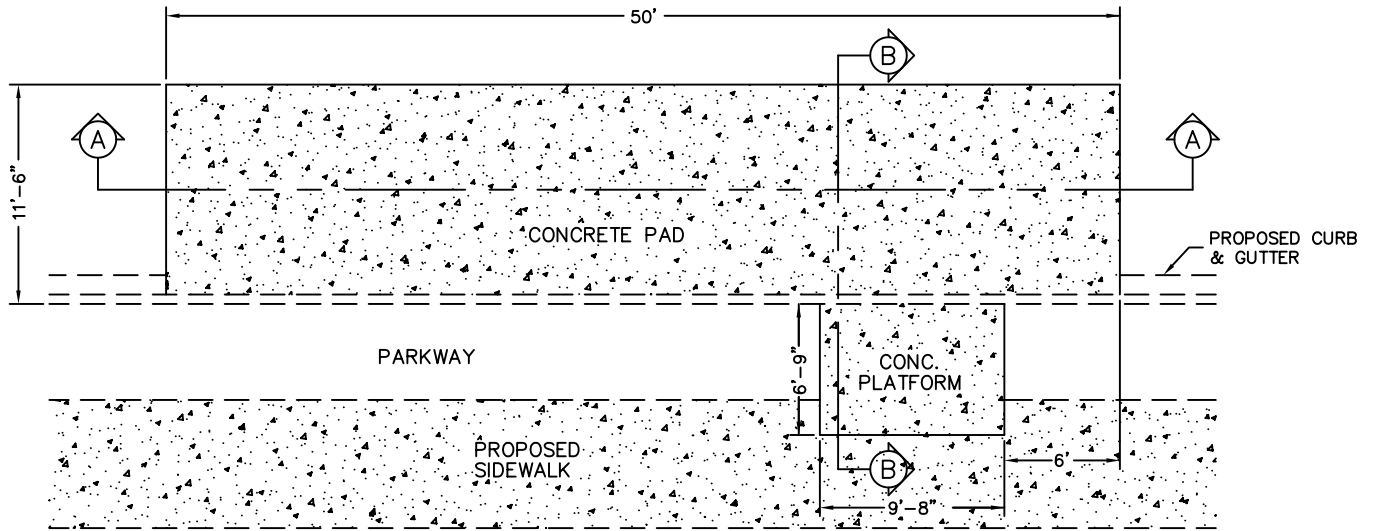 50'
B
A
A
11'-6"
CONCRETE PAD
PROPOSED CURB
& GUTTER
PARKWAY
6'-9"
CONC.
PLATFORM
PROPOSED
SIDEWALK
B
6'
9'-8"